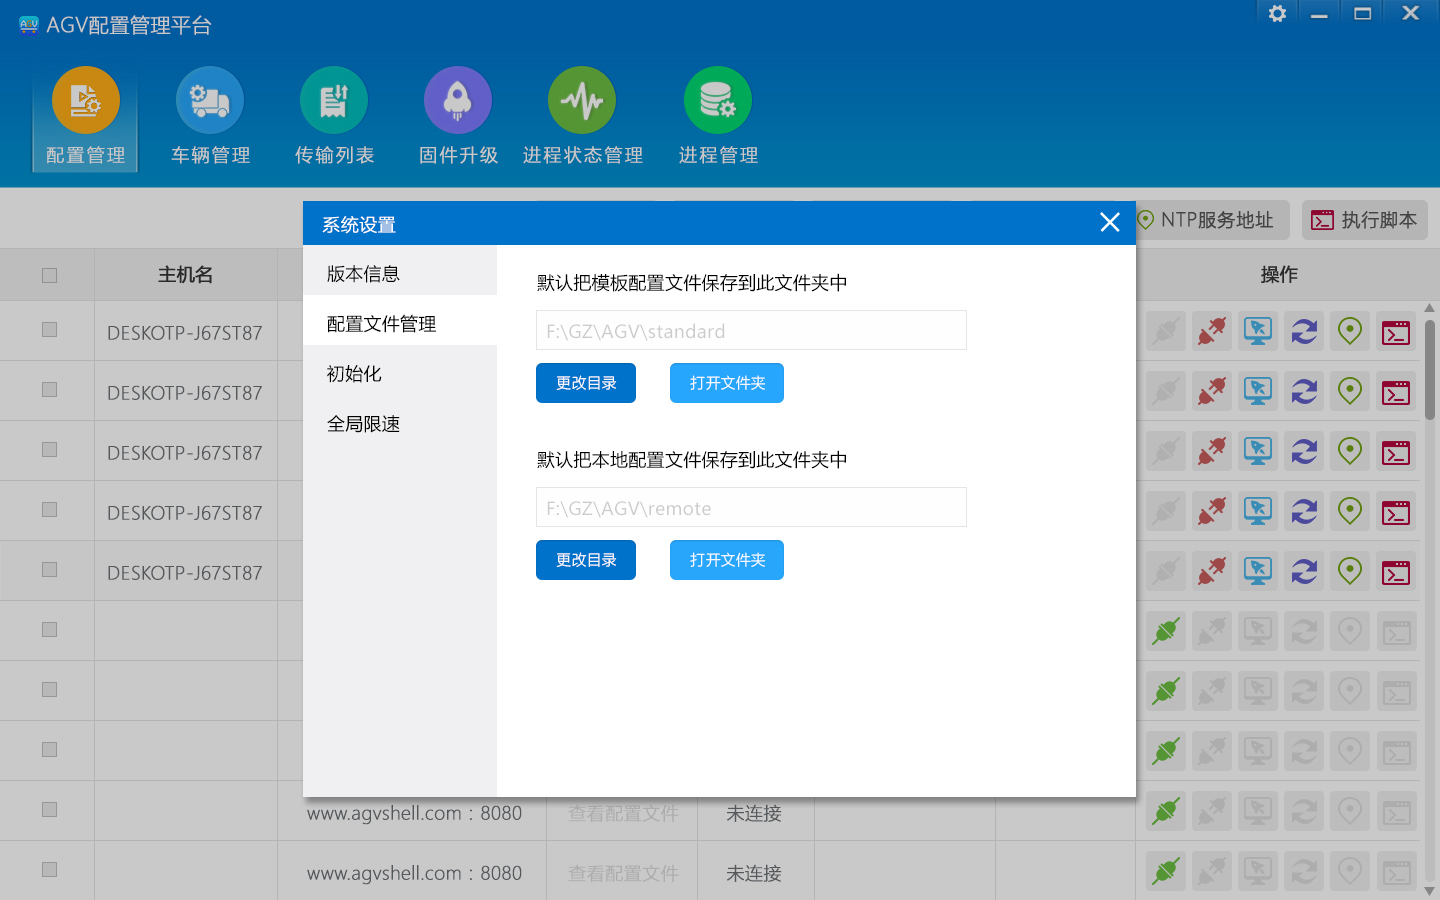 AGV配置管理平台
配置管理
车辆管理
传输列表
固件升级
进程状态管理
进程管理
NTP服务地址
执行脚本
系统设置
版本信息
配置文件管理
初始化
全局限速
默认把模板配置文件保存到此文件夹中
F:\GZ\AGV\standard
更改目录
打开文件夹
默认把本地配置文件保存到此文件夹中
F:\GZ\AGV\remote
更改目录
打开文件夹
主机名
操作
DESKOTP-J67ST87
DESKOTP-J67ST87
DESKOTP-J67ST87
DESKOTP-J67ST87
DESKOTP-J67ST87
www.agvshell.com : 8080 查看配置文件 未连接
www.agvshell.com : 8080 查看配置文件 未连接